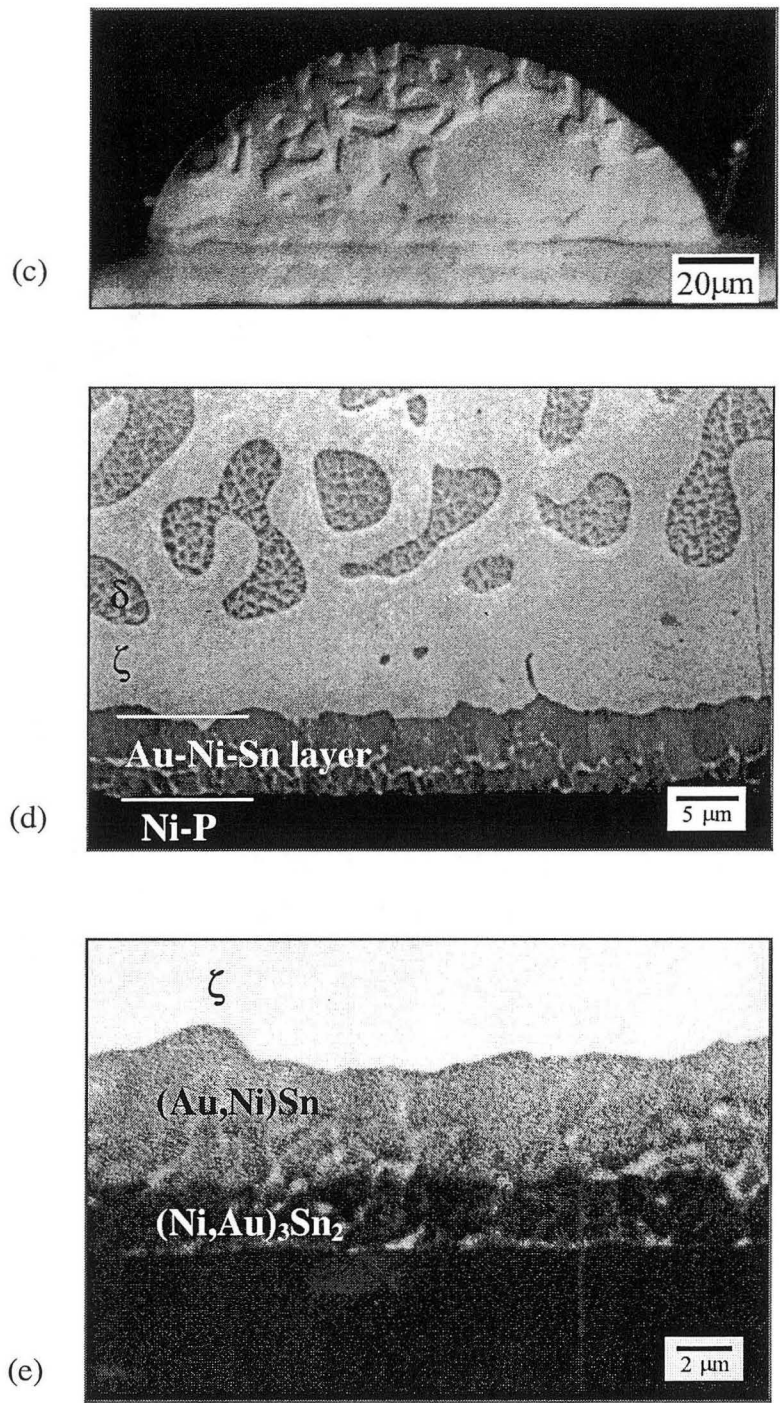 (c)
20μm
(d)
δ
ζ
Au-Ni-Sn layer
Ni-P
5 μm
(e)
ζ
(Au,Ni)Sn
(Ni,Au)₃Sn₂
2 μm